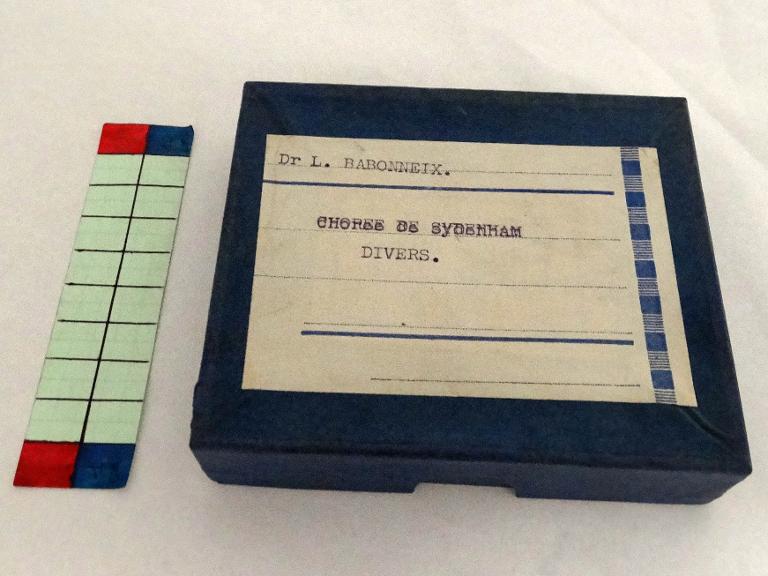 Dr L. BABONNEIX.
CHOREE DE SYDENHAM
DIVERS.